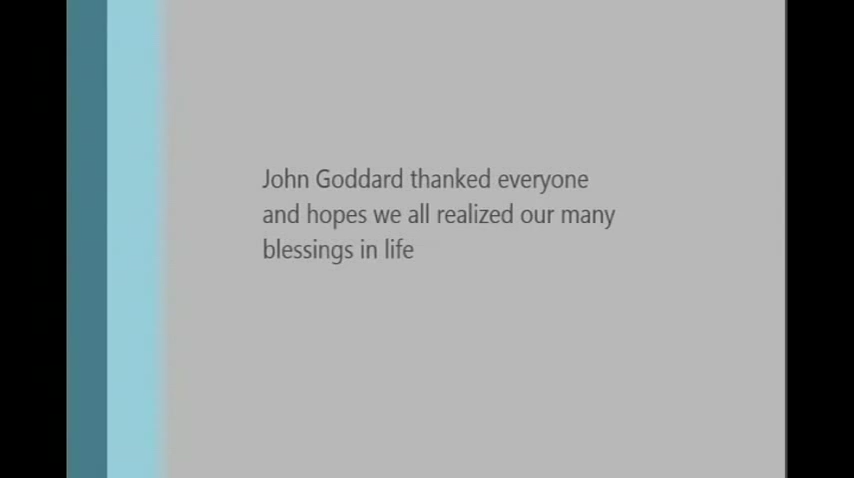 John Goddard thanked everyone
and hopes we all realized our many
blessings in life